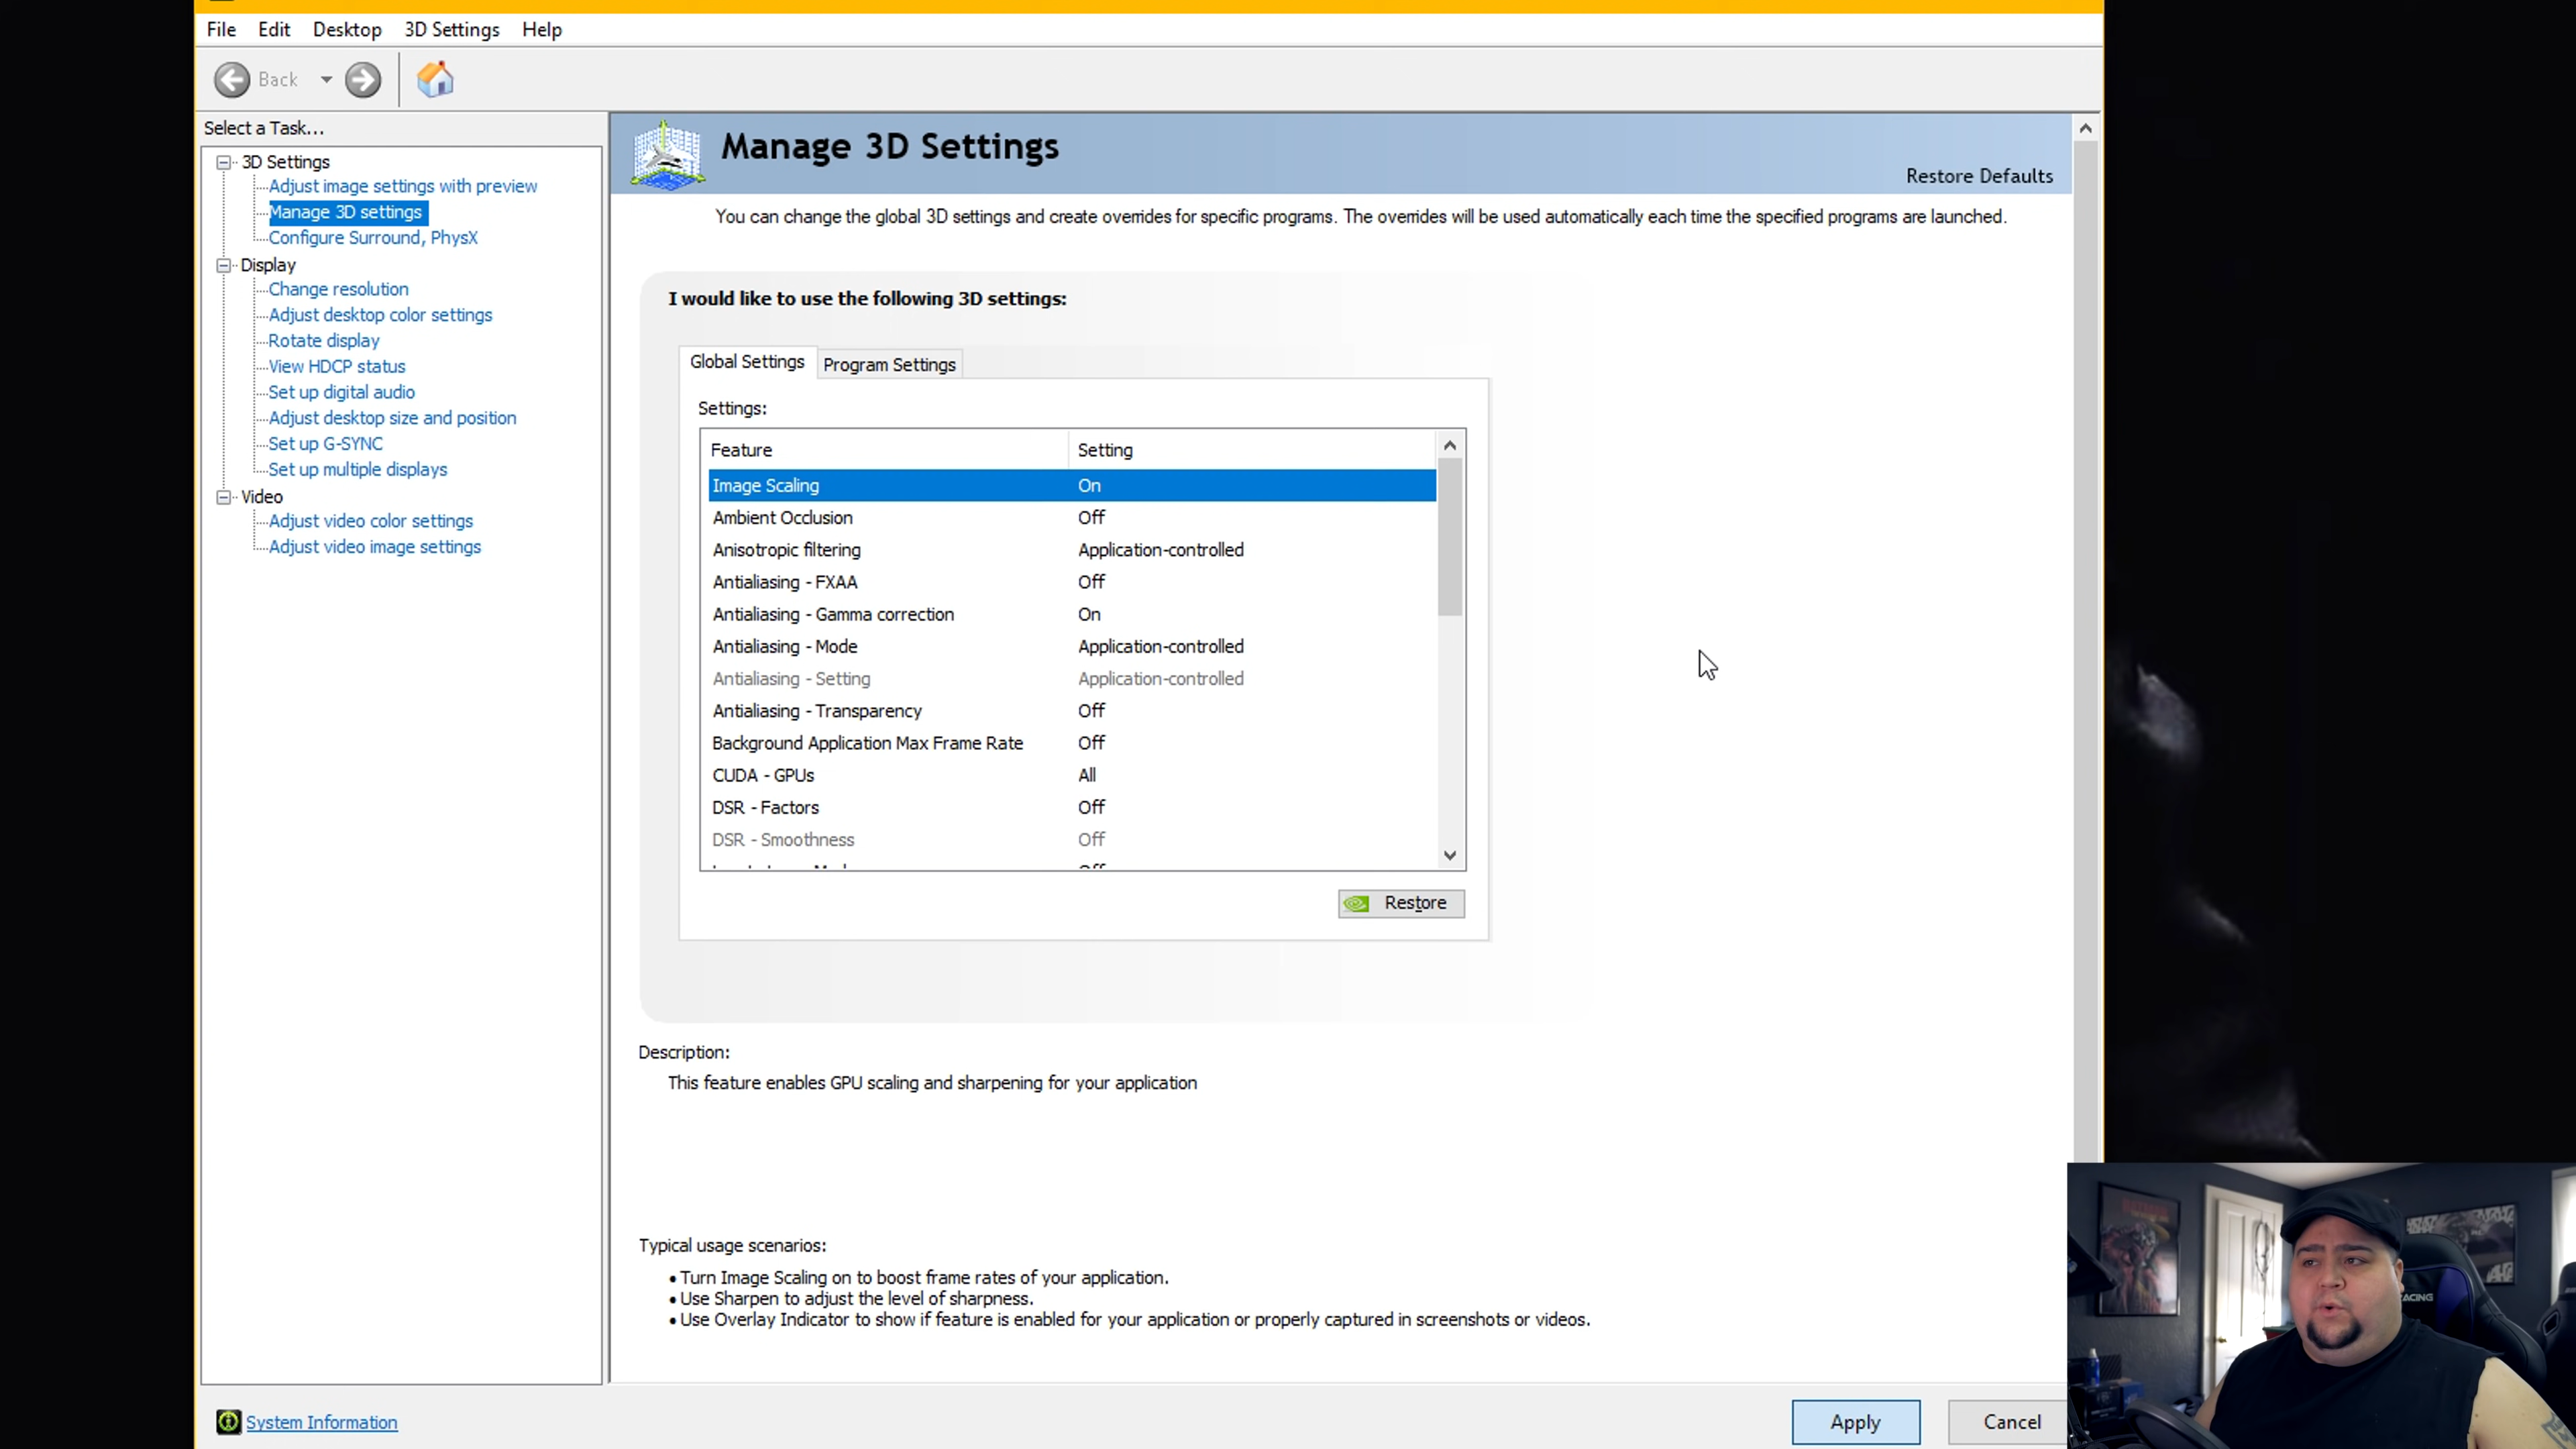 File Edit Desktop 3D Settings Help
Back
Select a Task...
3D Settings
Adjust image settings with preview
Manage 3D settings
Configure Surround, PhysX
Display
Change resolution
Adjust desktop color settings
Rotate display
View HDCP status
Set up digital audio
Adjust desktop size and position
Set up G-SYNC
Set up multiple displays
Video
Adjust video color settings
Adjust video image settings
System Information
Manage 3D Settings
Restore Defaults
You can change the global 3D settings and create overrides for specific programs. The overrides will be used automatically each time the specified programs are launched.
I would like to use the following 3D settings:
Global Settings Program Settings
Settings:
Feature Setting
Image Scaling On
Ambient Occlusion Off
Anisotropic filtering Application-controlled
Antialiasing - FXAA Off
Antialiasing - Gamma correction On
Antialiasing - Mode Application-controlled
Antialiasing - Setting Application-controlled
Antialiasing - Transparency Off
Background Application Max Frame Rate Off
CUDA - GPUs All
DSR - Factors Off
DSR - Smoothness Off
Restore
Description:
This feature enables GPU scaling and sharpening for your application
Typical usage scenarios:
• Turn Image Scaling on to boost frame rates of your application.
• Use Sharpen to adjust the level of sharpness.
• Use Overlay Indicator to show if feature is enabled for your application or properly captured in screenshots or videos.
Apply Cancel